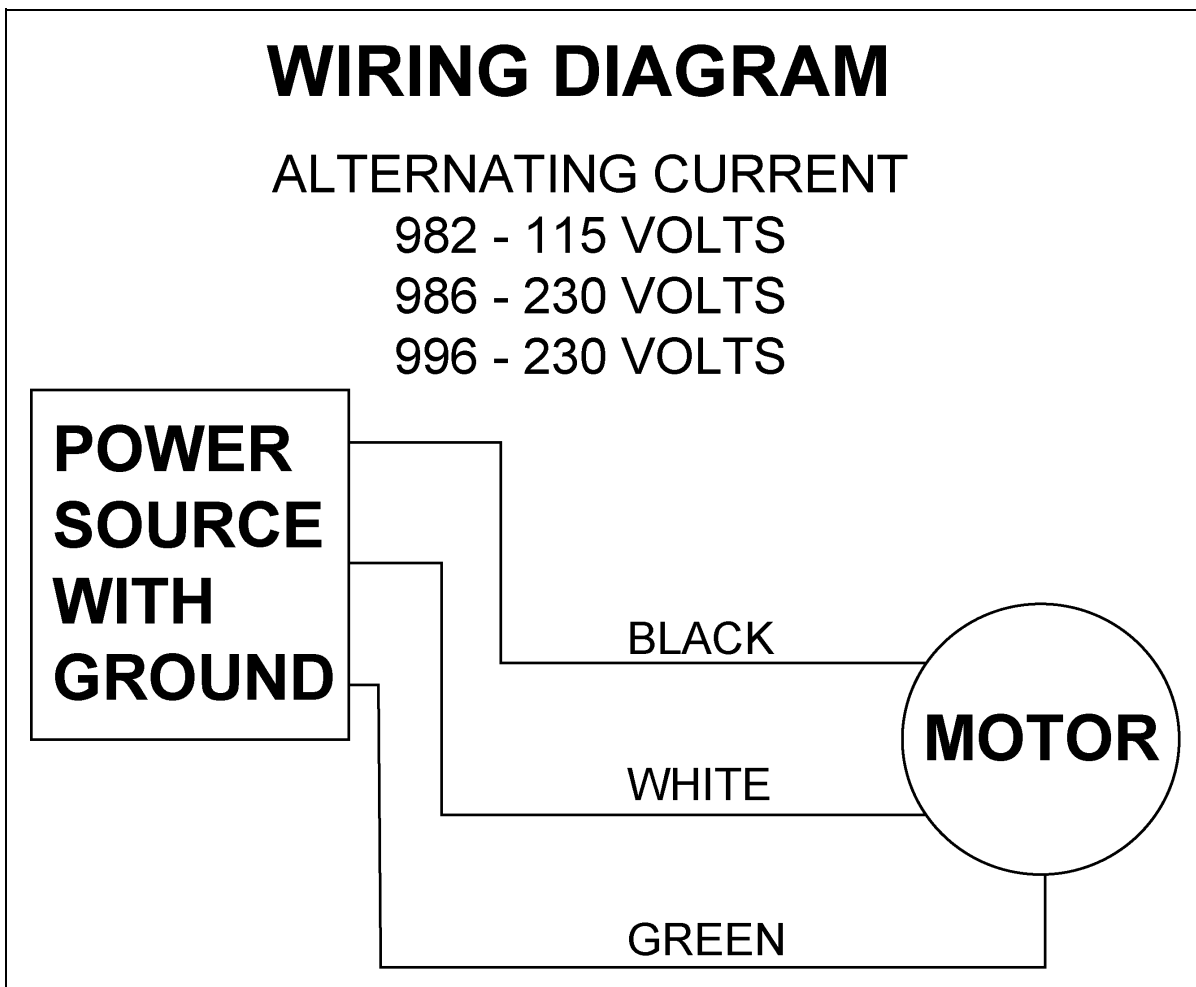 WIRING DIAGRAM
ALTERNATING CURRENT
982 - 115 VOLTS
986 - 230 VOLTS
996 - 230 VOLTS
POWER
SOURCE
WITH
GROUND
BLACK
MOTOR
WHITE
GREEN